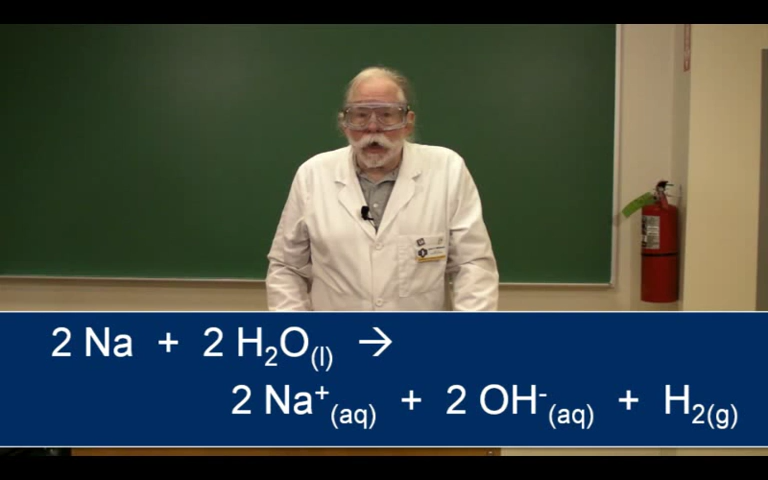 2 Na + 2 H₂O₍l₎ →
2 Na⁺₍aq₎ + 2 OH⁻₍aq₎ + H₂₍g₎